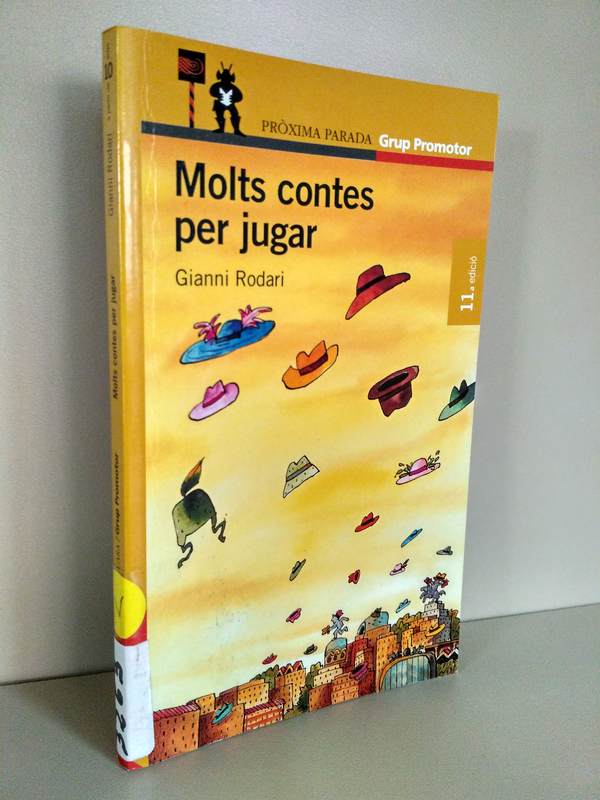 PRÒXIMA PARADA Grup Promotor
Molts contes
per jugar
Gianni Rodari
11a edició
10
Gianni Rodari
Molts contes per jugar
/ Grup Promotor